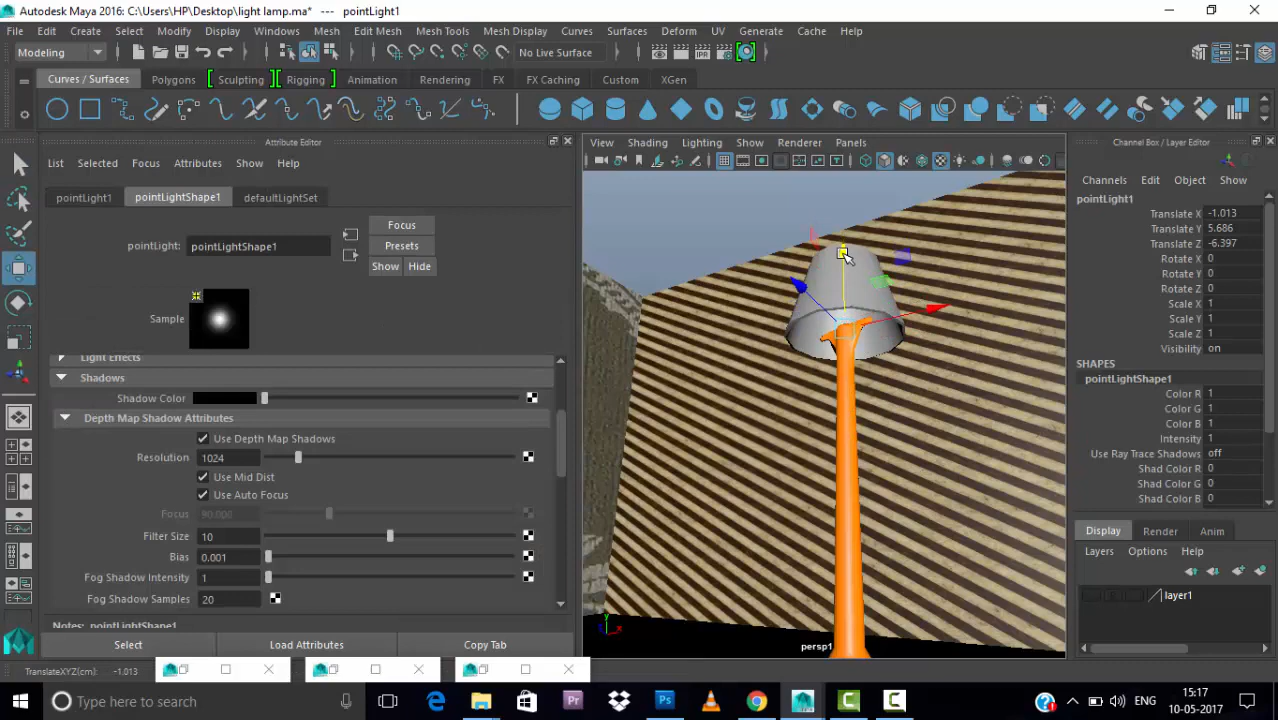 Autodesk Maya 2016: C:\Users\HP\Desktop\light lamp.ma* --- pointLight1
File Edit Create Select Modify Display Windows Mesh Edit Mesh Mesh Tools Mesh Display Curves Surfaces Deform UV Generate Cache Help
Modeling No Live Surface
Curves / Surfaces Polygons Sculpting Rigging Animation Rendering FX FX Caching Custom XGen
Attribute Editor
List Selected Focus Attributes Show Help
pointLight1 pointLightShape1 defaultLightSet
pointLight: pointLightShape1
Focus
Presets
Show Hide
Sample
Light Effects
Shadows
Shadow Color
Depth Map Shadow Attributes
Use Depth Map Shadows
Resolution 1024
Use Mid Dist
Use Auto Focus
Focus 90.000
Filter Size 10
Bias 0.001
Fog Shadow Intensity 1
Fog Shadow Samples 20
Notes: pointLightShape1
Select Load Attributes Copy Tab
View Shading Lighting Show Renderer Panels
persp1
y
x
Channel Box / Layer Editor
Channels Edit Object Show
pointLight1
Translate X -1.013
Translate Y 5.686
Translate Z -6.397
Rotate X 0
Rotate Y 0
Rotate Z 0
Scale X 1
Scale Y 1
Scale Z 1
Visibility on
SHAPES
pointLightShape1
Color R 1
Color G 1
Color B 1
Intensity 1
Use Ray Trace Shadows off
Shad Color R 0
Shad Color G 0
Shad Color B 0
Display Render Anim
Layers Options Help
layer1
TranslateXYZ: -1.013
Type here to search
ENG
15:17
10-05-2017